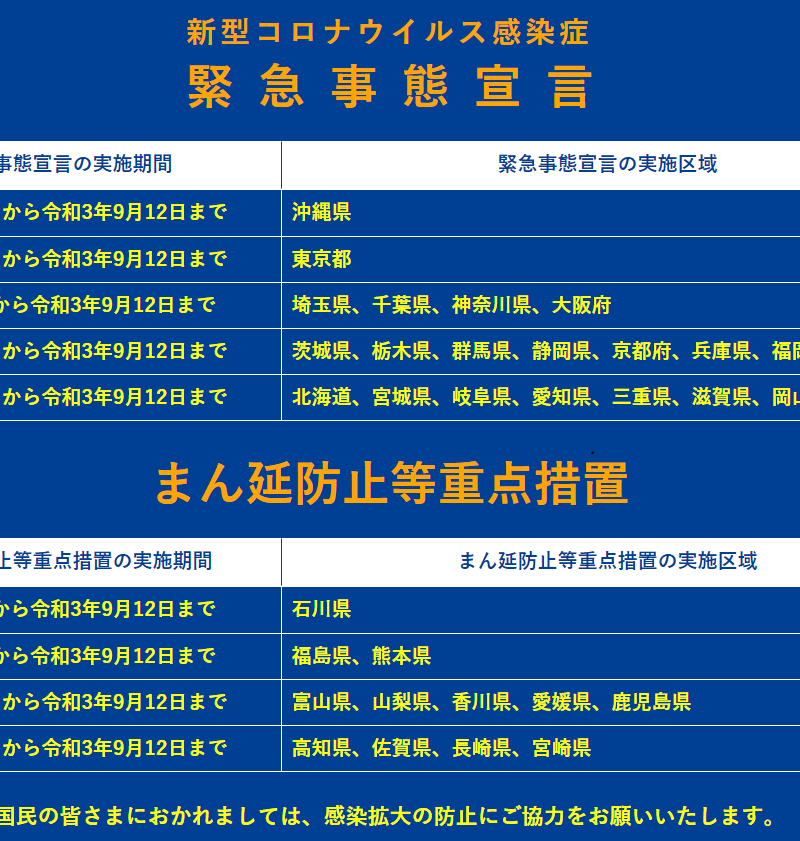 新型コロナウイルス感染症
緊急事態宣言
事態宣言の実施期間 緊急事態宣言の実施区域
から令和3年9月12日まで 沖縄県
から令和3年9月12日まで 東京都
から令和3年9月12日まで 埼玉県、千葉県、神奈川県、大阪府
から令和3年9月12日まで 茨城県、栃木県、群馬県、静岡県、京都府、兵庫県、福岡
から令和3年9月12日まで 北海道、宮城県、岐阜県、愛知県、三重県、滋賀県、岡山
まん延防止等重点措置
止等重点措置の実施期間 まん延防止等重点措置の実施区域
から令和3年9月12日まで 石川県
から令和3年9月12日まで 福島県、熊本県
から令和3年9月12日まで 富山県、山梨県、香川県、愛媛県、鹿児島県
から令和3年9月12日まで 高知県、佐賀県、長崎県、宮崎県
国民の皆さまにおかれましては、感染拡大の防止にご協力をお願いいたします。